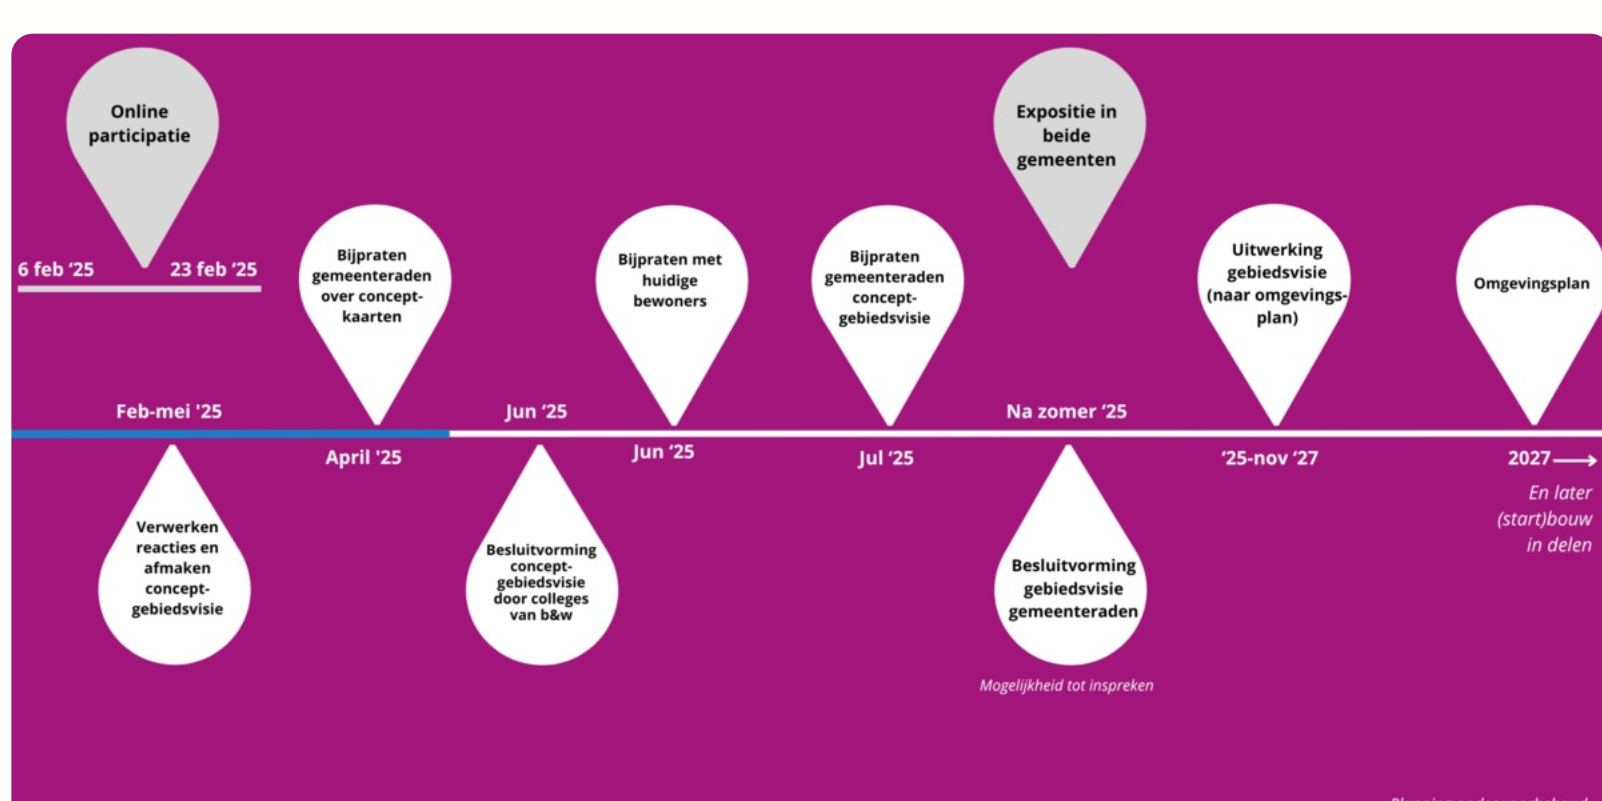 Online
participatie
6 feb ‘25
23 feb ‘25
Expositie in
beide
gemeenten
Bijpraten
gemeenteraden
over concept-
kaarten
Bijpraten met
huidige
bewoners
Bijpraten
gemeenteraden
concept-
gebiedsvisie
Uitwerking
gebiedsvisie
(naar omgevings-
plan)
Omgevingsplan
Feb-mei '25
Jun ‘25
Na zomer ‘25
April '25
Jun ‘25
Jul ‘25
‘25-nov ‘27
2027
En later
(start)bouw
in delen
Verwerken
reacties en
afmaken
concept-
gebiedsvisie
Besluitvorming
concept-
gebiedsvisie
door colleges
van b&w
Besluitvorming
gebiedsvisie
gemeenteraden
Mogelijkheid tot inspreken